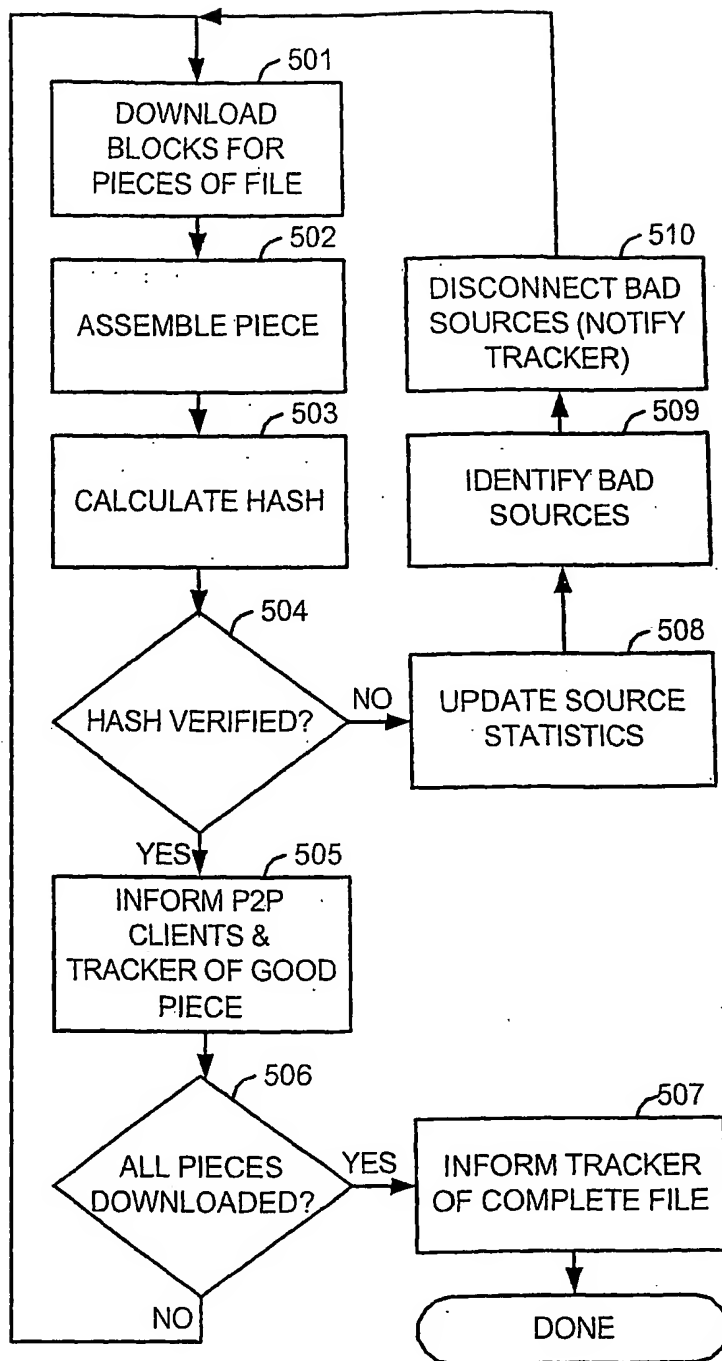 501
DOWNLOAD
BLOCKS FOR
PIECES OF FILE
502
ASSEMBLE PIECE
503
CALCULATE HASH
504
HASH VERIFIED?
NO
YES
505
INFORM P2P
CLIENTS &
TRACKER OF GOOD
PIECE
506
ALL PIECES
DOWNLOADED?
YES
NO
507
INFORM TRACKER
OF COMPLETE FILE
DONE
508
UPDATE SOURCE
STATISTICS
509
IDENTIFY BAD
SOURCES
510
DISCONNECT BAD
SOURCES (NOTIFY
TRACKER)